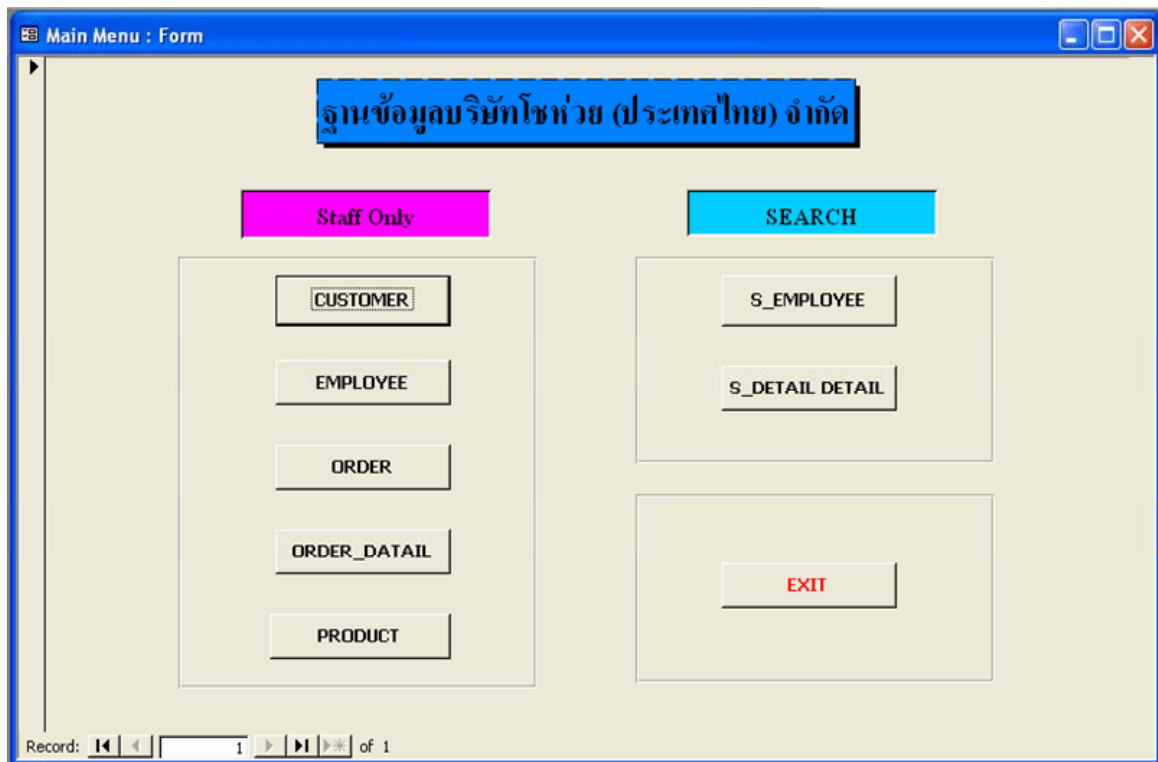 Main Menu : Form
ฐานข้อมูลบริษัทโชห่วย (ประเทศไทย) จำกัด
Staff Only
CUSTOMER
EMPLOYEE
ORDER
ORDER_DATAIL
PRODUCT
SEARCH
S_EMPLOYEE
S_DETAIL DETAIL
EXIT
Record: 1 of 1